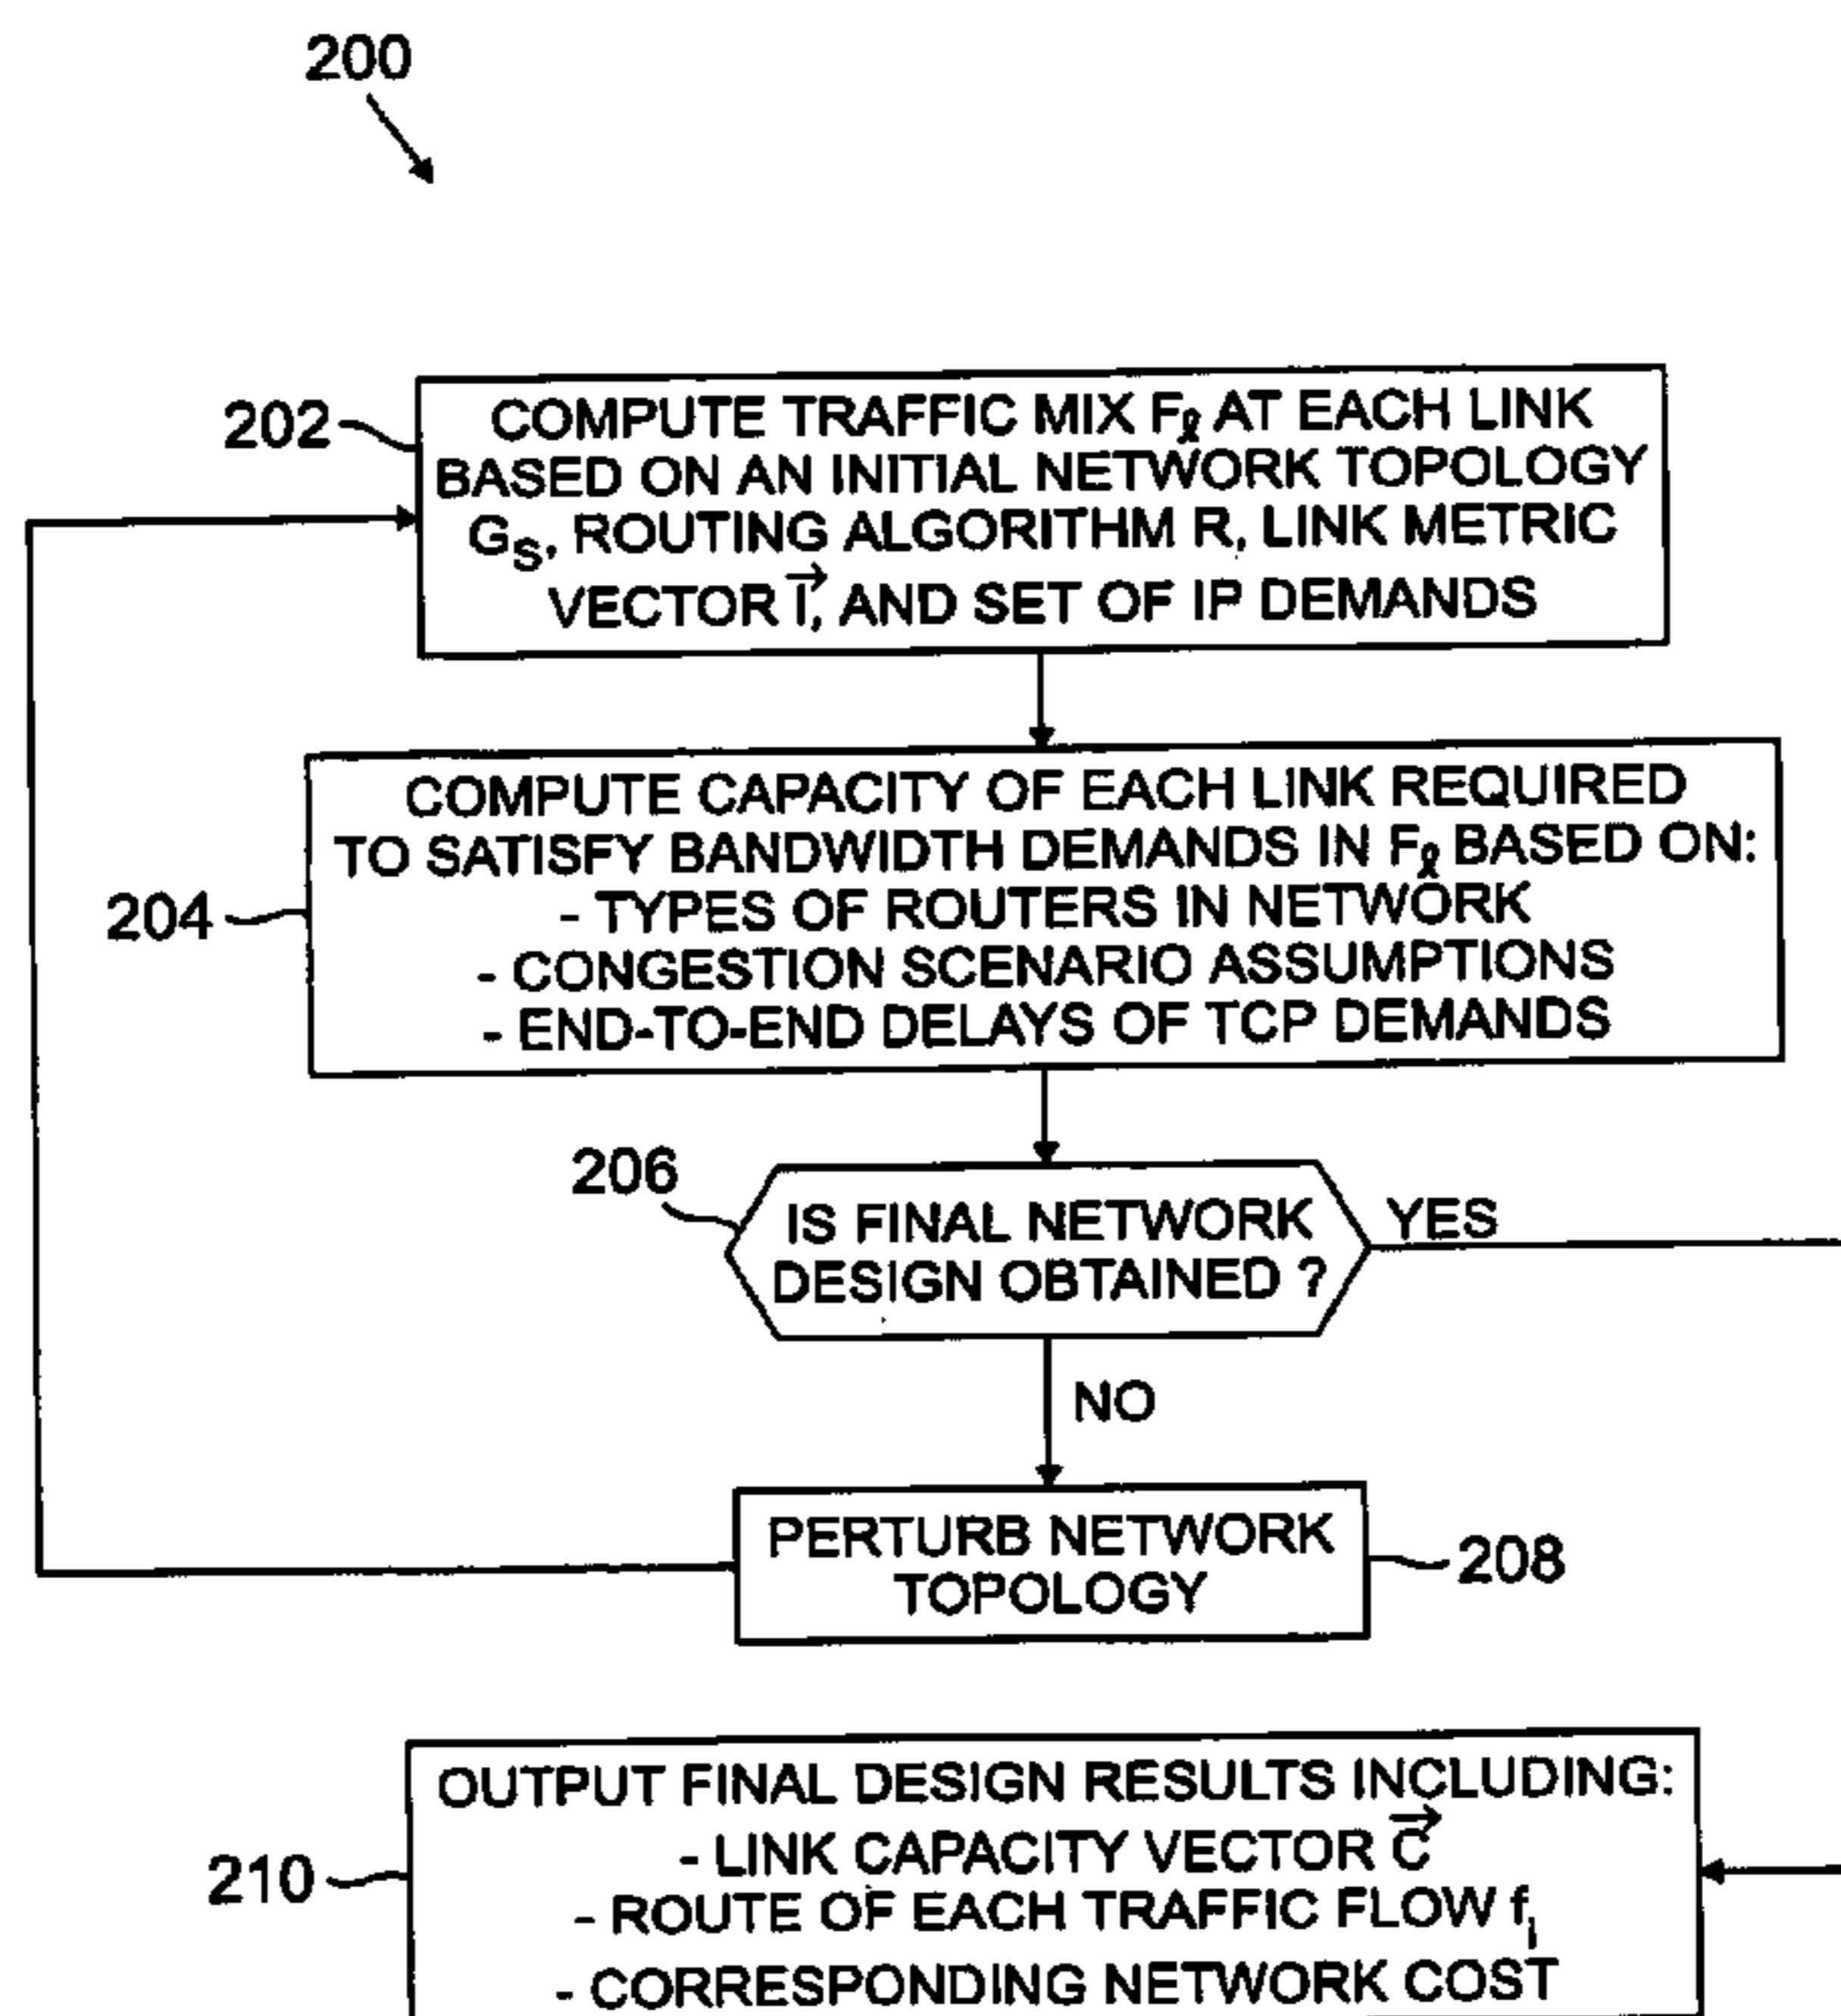 200
202
COMPUTE TRAFFIC MIX Fℓ AT EACH LINK
BASED ON AN INITIAL NETWORK TOPOLOGY
GS, ROUTING ALGORITHM R, LINK METRIC
VECTOR I⃗, AND SET OF IP DEMANDS
204
COMPUTE CAPACITY OF EACH LINK REQUIRED
TO SATISFY BANDWIDTH DEMANDS IN Fℓ BASED ON:
- TYPES OF ROUTERS IN NETWORK
- CONGESTION SCENARIO ASSUMPTIONS
- END-TO-END DELAYS OF TCP DEMANDS
206
IS FINAL NETWORK
DESIGN OBTAINED ?
YES
NO
PERTURB NETWORK
TOPOLOGY
208
210
OUTPUT FINAL DESIGN RESULTS INCLUDING:
- LINK CAPACITY VECTOR C⃗
- ROUTE OF EACH TRAFFIC FLOW fi
- CORRESPONDING NETWORK COST